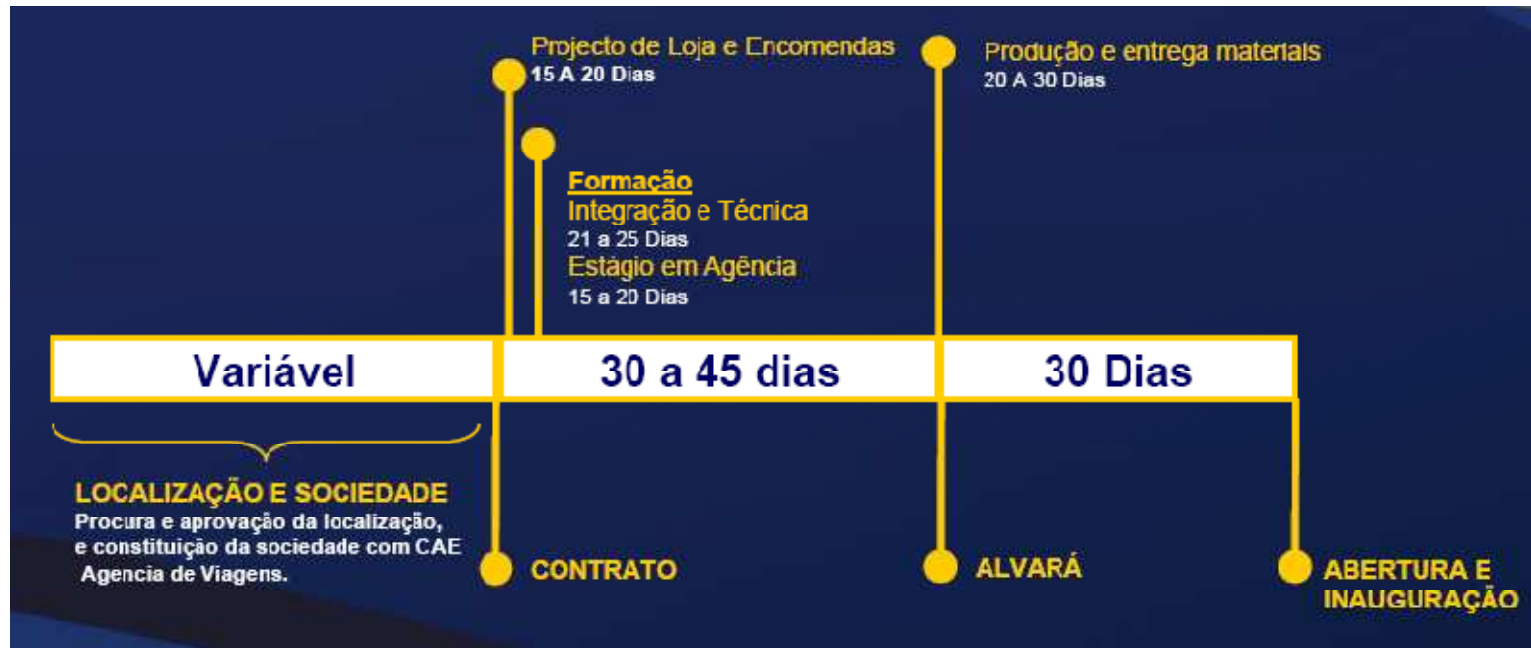 Projecto de Loja e Encomendas
15 A 20 Dias
Produção e entrega materiais
20 A 30 Dias
Formação
Integração e Técnica
21 a 25 Dias
Estágio em Agência
15 a 20 Dias
Variável
30 a 45 dias
30 Dias
LOCALIZAÇÃO E SOCIEDADE
Procura e aprovação da localização,
e constituição da sociedade com CAE
Agencia de Viagens.
CONTRATO
ALVARÁ
ABERTURA E
INAUGURAÇÃO